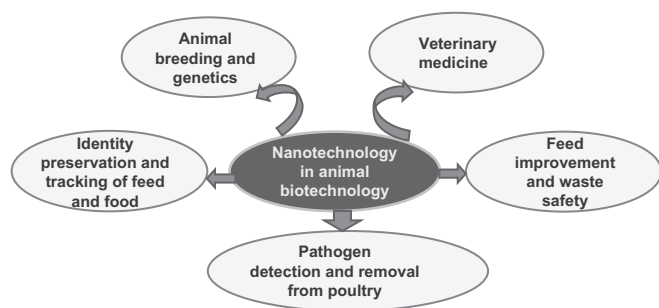 Animal
breeding and
genetics
Veterinary
medicine
Identity
preservation and
tracking of feed
and food
Nanotechnology
in animal
biotechnology
Feed
improvement
and waste
safety
Pathogen
detection and removal
from poultry